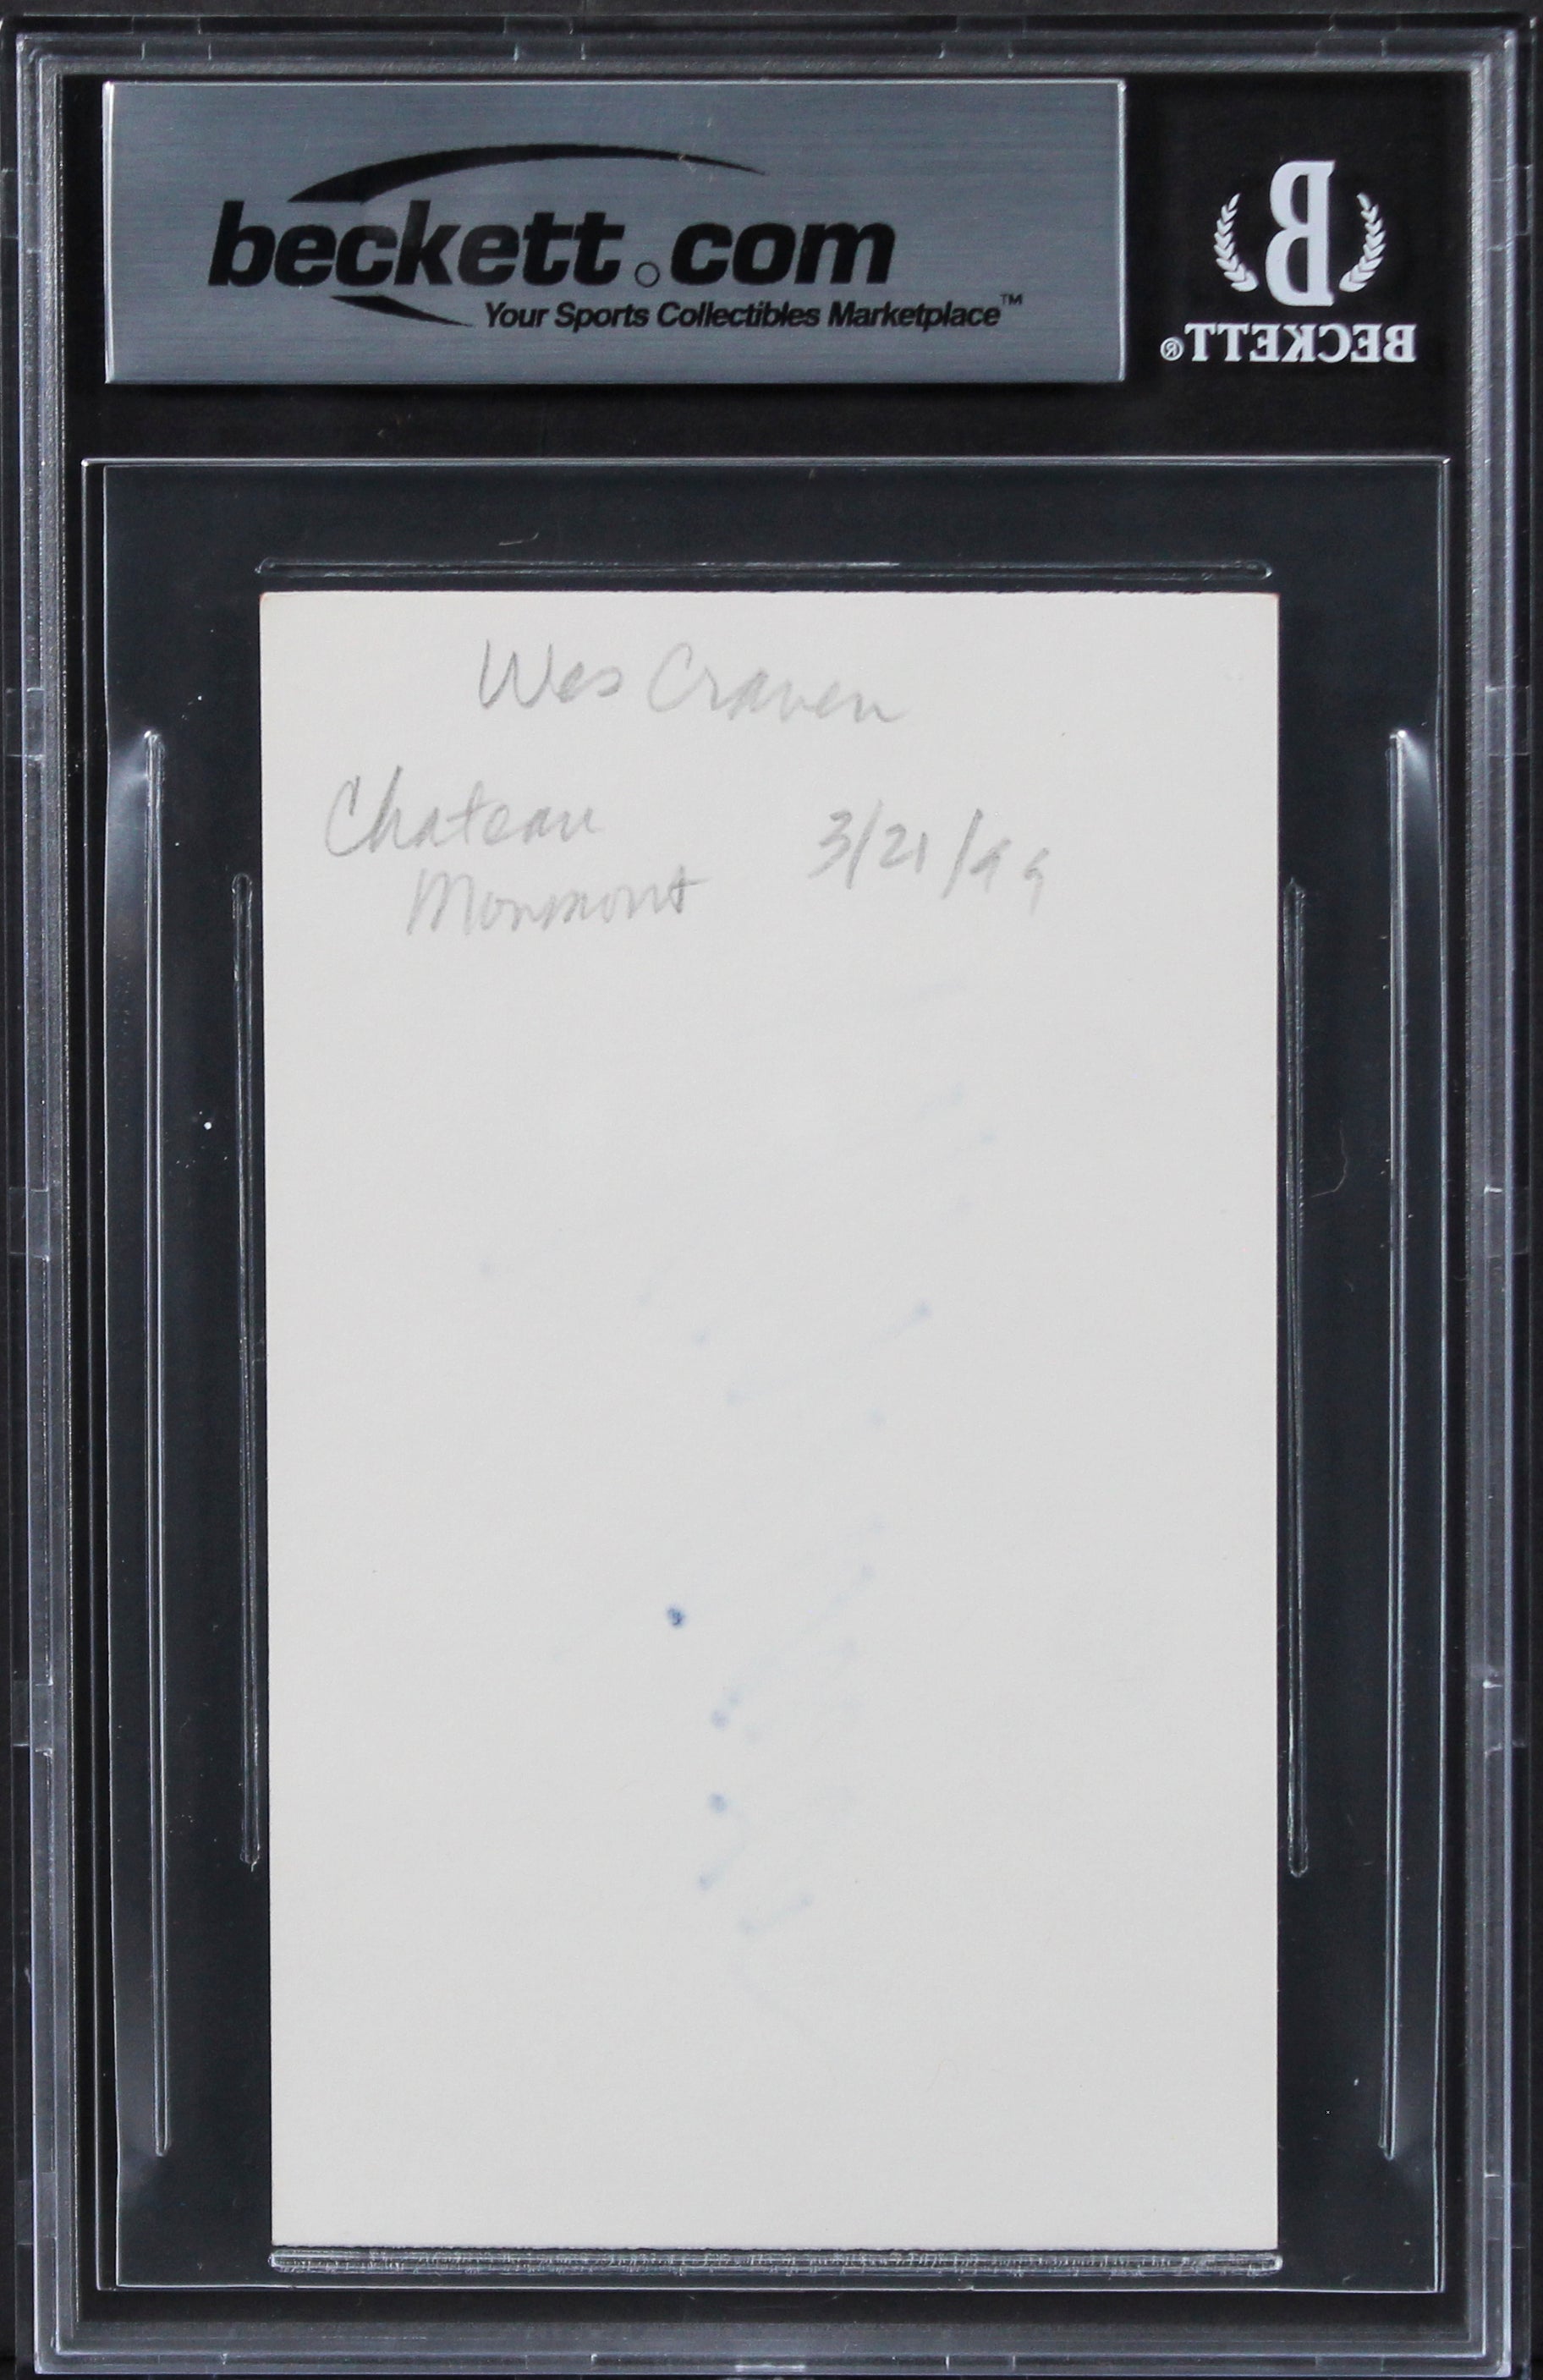 beckett.com
Your Sports Collectibles Marketplace™
B
BECKETT®
Wes Craven
Chateau 3/21/99
Monmont